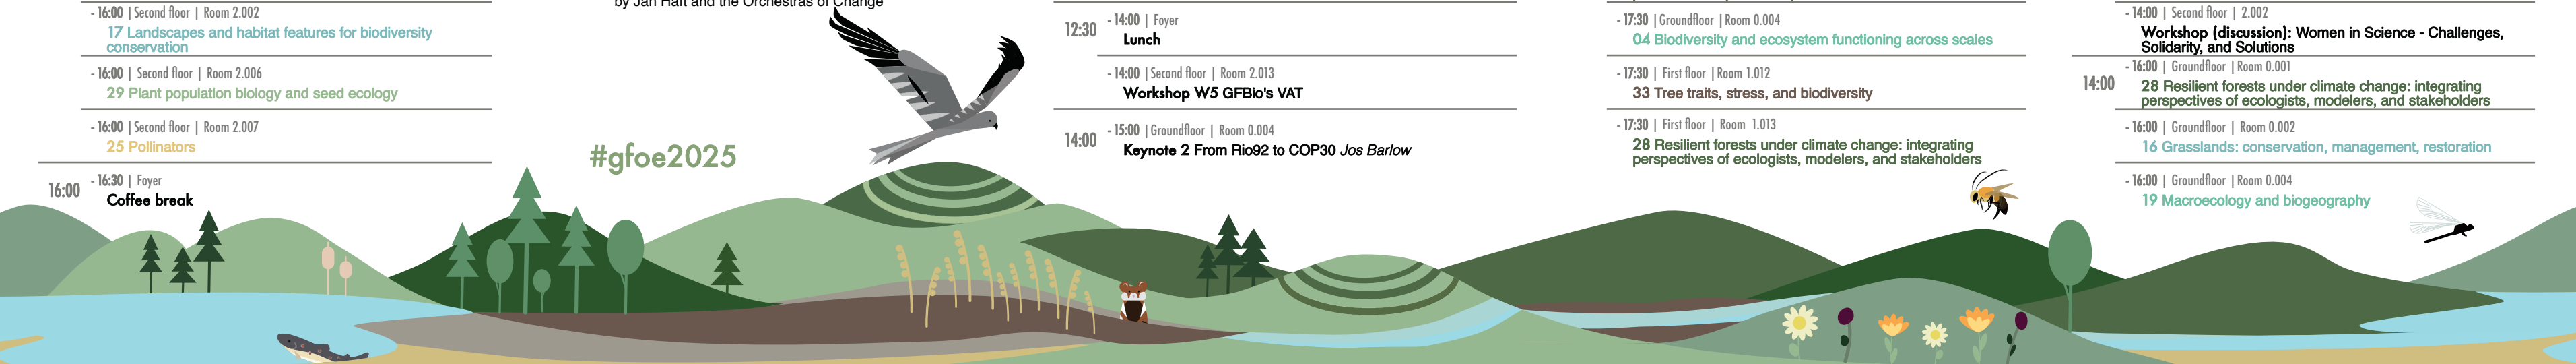 - 16:00 | Second floor | Room 2.002
17 Landscapes and habitat features for biodiversity
conservation
- 16:00 | Second floor | Room 2.006
29 Plant population biology and seed ecology
- 16:00 | Second floor | Room 2.007
25 Pollinators
16:00 - 16:30 | Foyer
Coffee break
by Jan Haft and the Orchestras of Change
#gfoe2025
12:30 - 14:00 | Foyer
Lunch
- 14:00 | Second floor | Room 2.013
Workshop W5 GFBio's VAT
14:00 - 15:00 | Groundfloor | Room 0.004
Keynote 2 From Rio92 to COP30 Jos Barlow
- 17:30 | Groundfloor | Room 0.004
04 Biodiversity and ecosystem functioning across scales
- 17:30 | First floor | Room 1.012
33 Tree traits, stress, and biodiversity
- 17:30 | First floor | Room 1.013
28 Resilient forests under climate change: integrating
perspectives of ecologists, modelers, and stakeholders
- 14:00 | Second floor | 2.002
Workshop (discussion): Women in Science - Challenges,
Solidarity, and Solutions
14:00 - 16:00 | Groundfloor | Room 0.001
28 Resilient forests under climate change: integrating
perspectives of ecologists, modelers, and stakeholders
- 16:00 | Groundfloor | Room 0.002
16 Grasslands: conservation, management, restoration
- 16:00 | Groundfloor | Room 0.004
19 Macroecology and biogeography